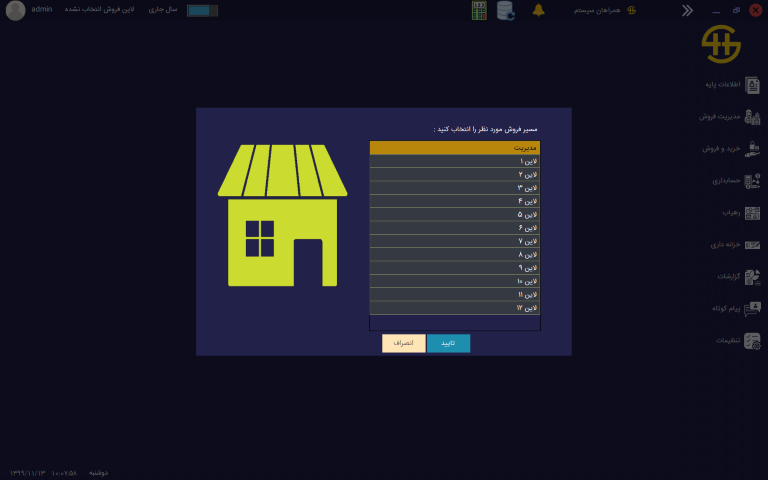 همراهان سیستم
سال جاری
لاین فروش انتخاب نشده
admin
اطلاعات پایه
مدیریت فروش
خرید و فروش
حسابداری
رهیاب
خزانه داری
گزارشات
پیام کوتاه
تنظیمات
مسیر فروش مورد نظر را انتخاب کنید :
مدیریت
لاین ۱
لاین ۲
لاین ۳
لاین ۴
لاین ۵
لاین ۶
لاین ۷
لاین ۸
لاین ۹
لاین ۱۰
لاین ۱۱
لاین ۱۲
تایید
انصراف
دوشنبه ۱۰:۰۷:۵۸ ۱۳۹۹/۱۱/۱۳